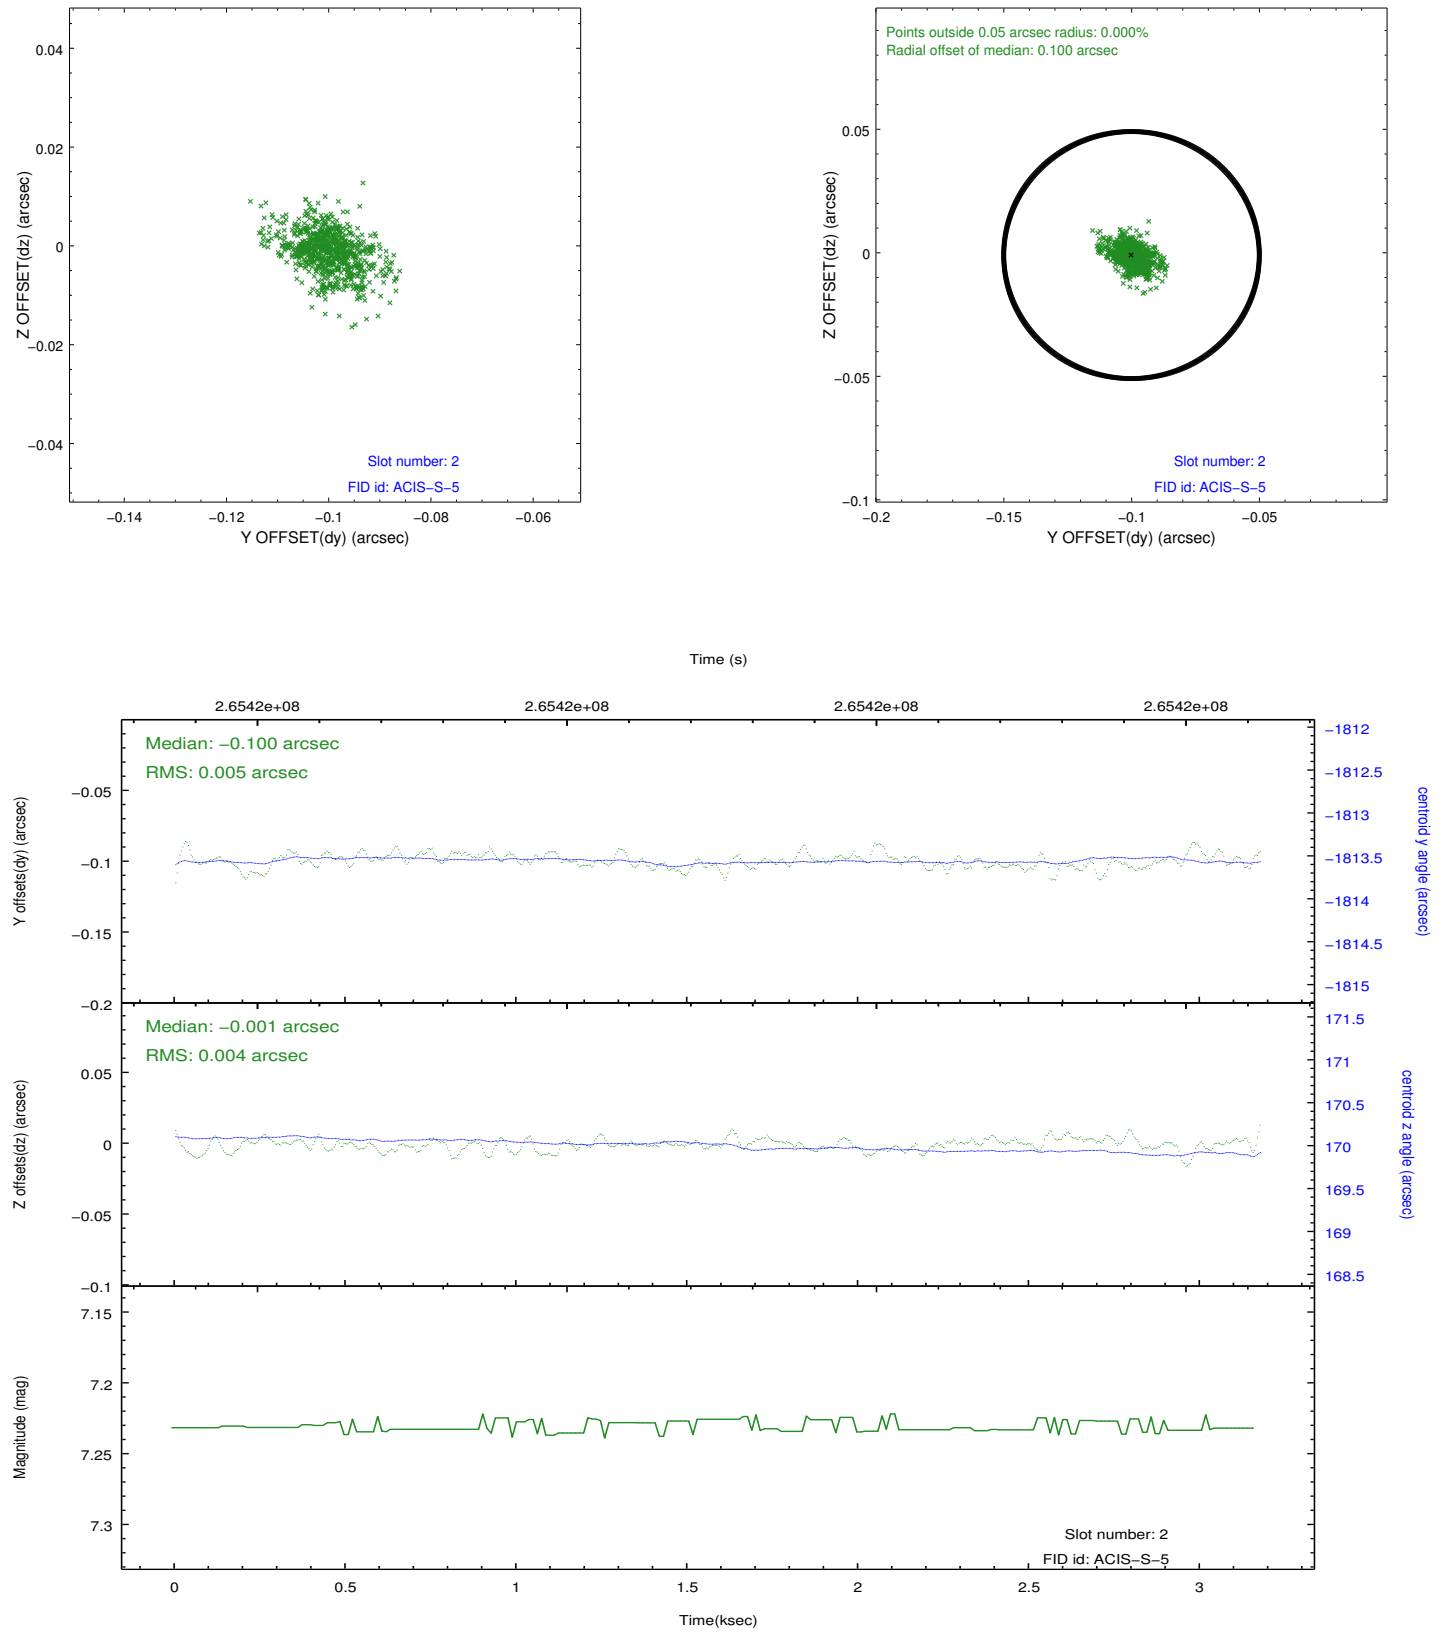 0.04
0.02
0
−0.02
−0.04
Z OFFSET(dz) (arcsec)
Slot number: 2
FID id: ACIS−S−5
−0.14
−0.12
−0.1
−0.08
−0.06
Y OFFSET(dy) (arcsec)
Points outside 0.05 arcsec radius: 0.000%
Radial offset of median: 0.100 arcsec
0.05
0
−0.05
−0.1
Z OFFSET(dz) (arcsec)
Slot number: 2
FID id: ACIS−S−5
−0.2
−0.15
−0.1
−0.05
Y OFFSET(dy) (arcsec)
Time (s)
2.6542e+08
2.6542e+08
2.6542e+08
2.6542e+08
Median: −0.100 arcsec
RMS: 0.005 arcsec
−0.05
−0.1
−0.15
−0.2
Y offsets(dy) (arcsec)
−1812
−1812.5
−1813
−1813.5
−1814
−1814.5
−1815
centroid y angle (arcsec)
Median: −0.001 arcsec
RMS: 0.004 arcsec
0.05
0
−0.05
−0.1
Z offsets(dz) (arcsec)
171.5
171
170.5
170
169.5
169
168.5
centroid z angle (arcsec)
7.15
7.2
7.25
7.3
Magnitude (mag)
Slot number: 2
FID id: ACIS−S−5
0
0.5
1
1.5
2
2.5
3
Time(ksec)